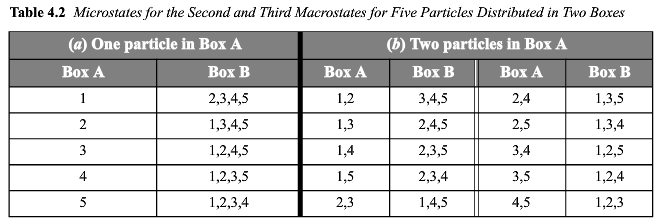 Table 4.2 Microstates for the Second and Third Macrostates for Five Particles Distributed in Two Boxes
(a) One particle in Box A (b) Two particles in Box A
Box A Box B Box A Box B Box A Box B
1 2,3,4,5 1,2 3,4,5 2,4 1,3,5
2 1,3,4,5 1,3 2,4,5 2,5 1,3,4
3 1,2,4,5 1,4 2,3,5 3,4 1,2,5
4 1,2,3,5 1,5 2,3,4 3,5 1,2,4
5 1,2,3,4 2,3 1,4,5 4,5 1,2,3